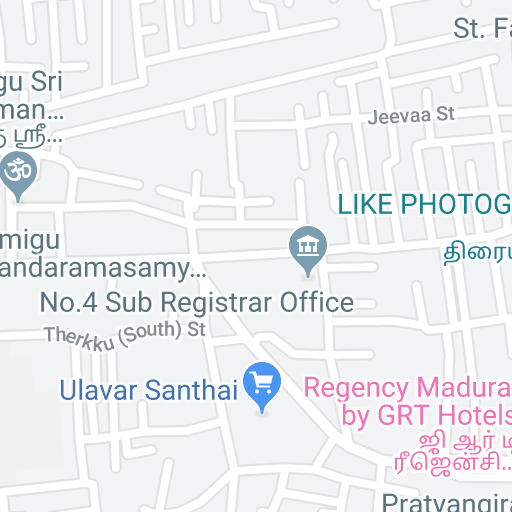 St. Fa
gu Sri
man...
ஸ்ரீ...
Jeevaa St
LIKE PHOTOG
திரைப
migu
andaramasamy...
No.4 Sub Registrar Office
Therkku (South) St
Ulavar Santhai
Regency Madura
by GRT Hotels
ஜி ஆர் டி
ரீஜென்சி...
Pratyangira